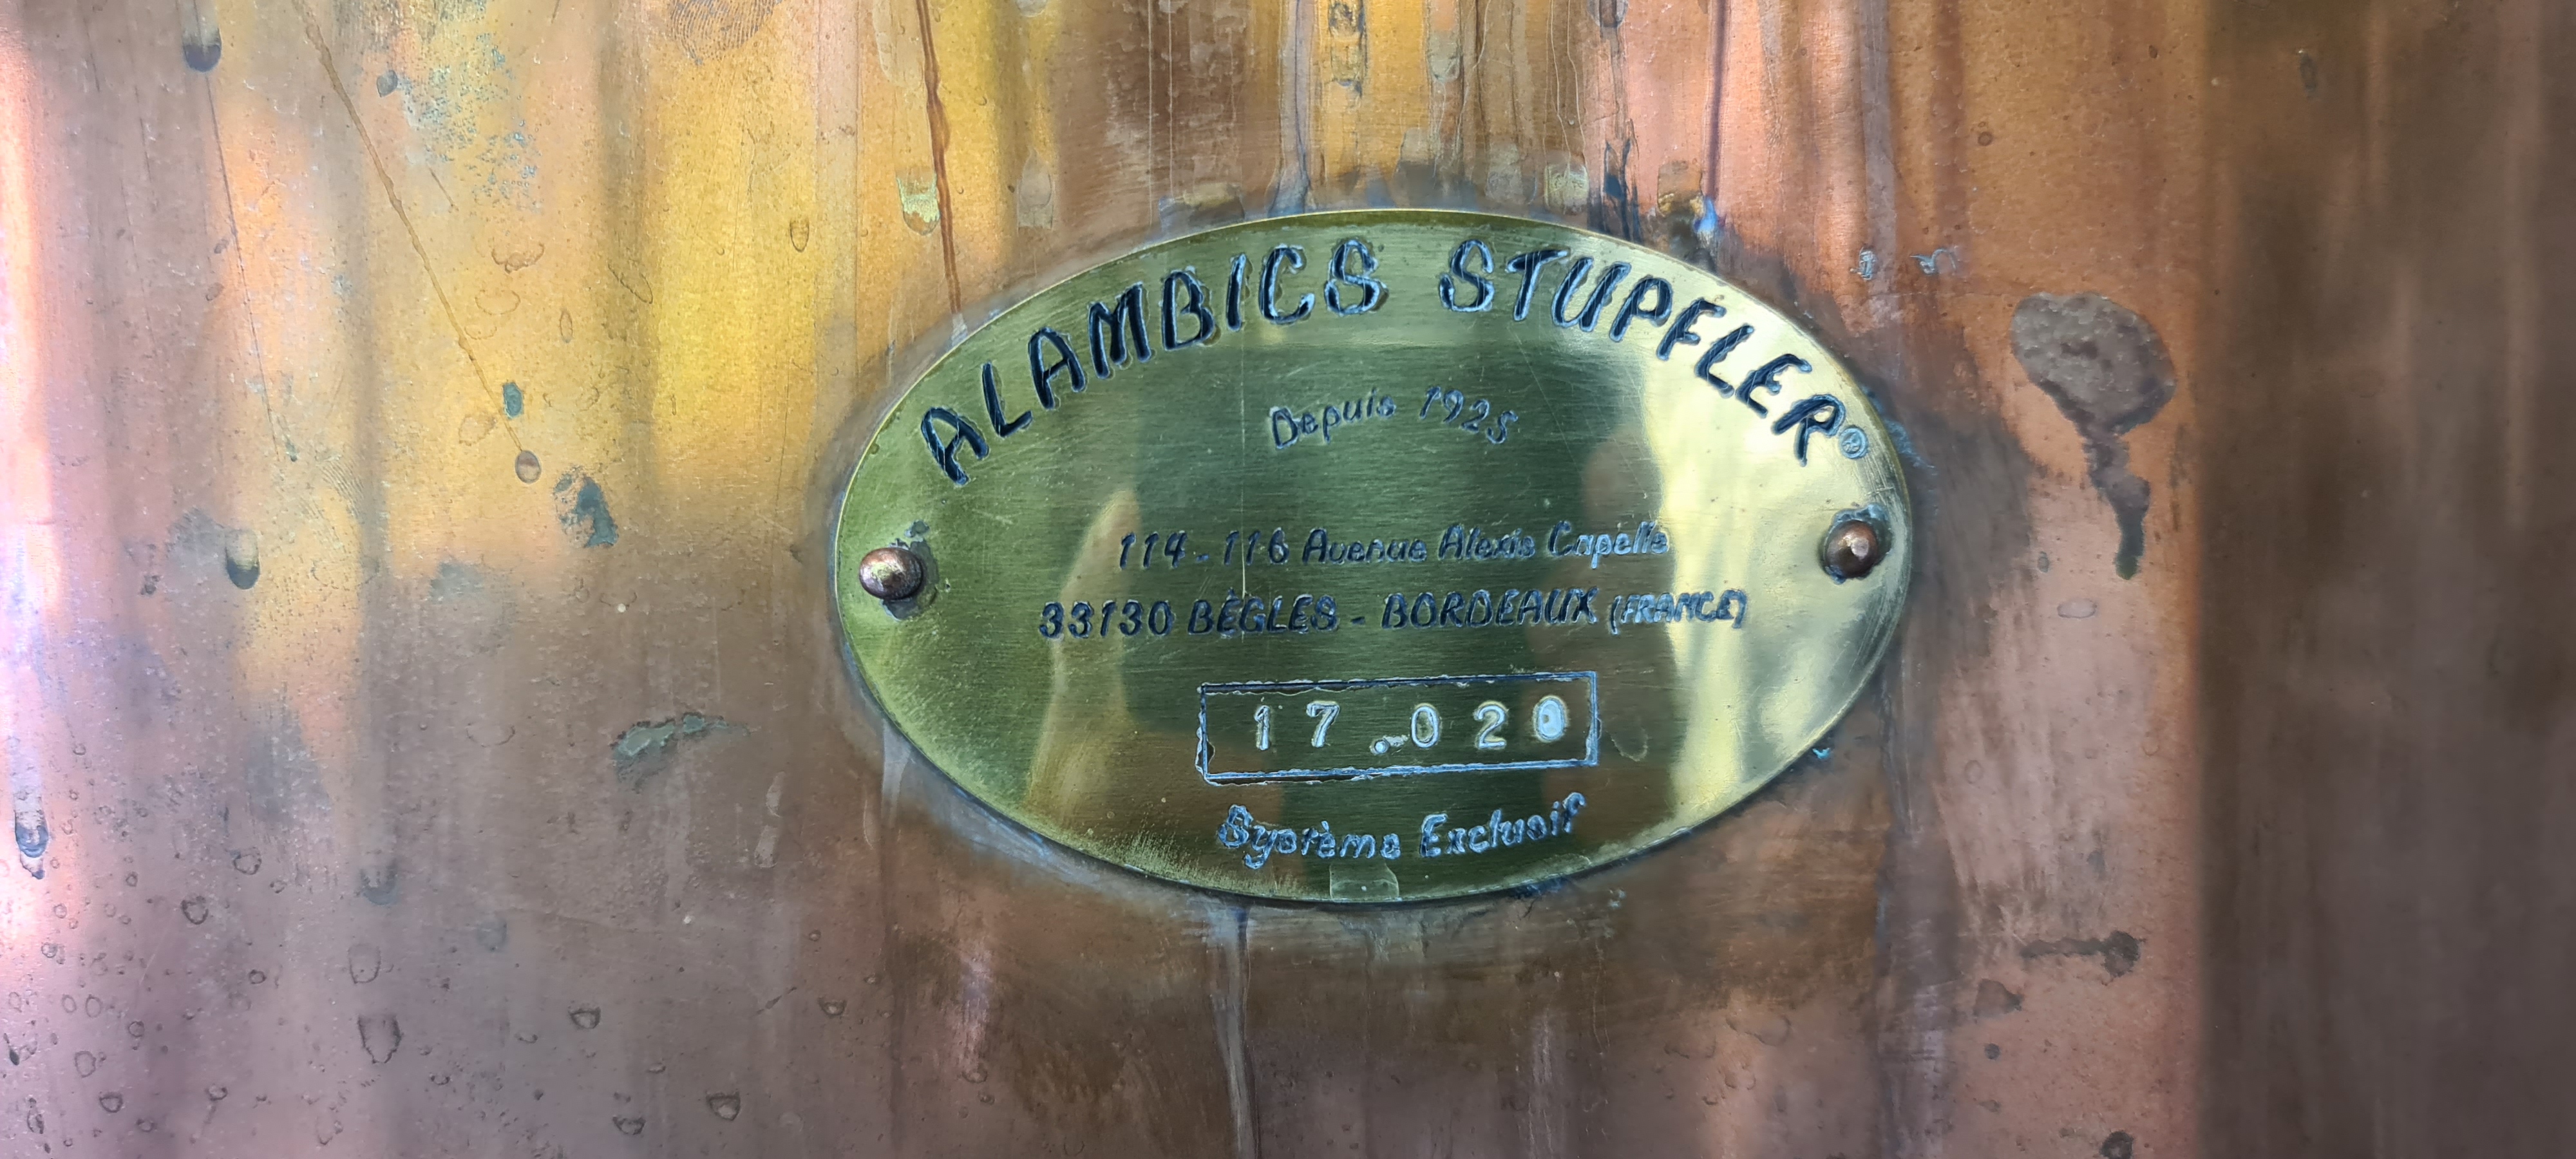 ALAMBICS STUPFLER®
Depuis 1925
114-116 Avenue Alexis Capelle
33130 BÈGLES - BORDEAUX (FRANCE)
17.020
Système Exclusif